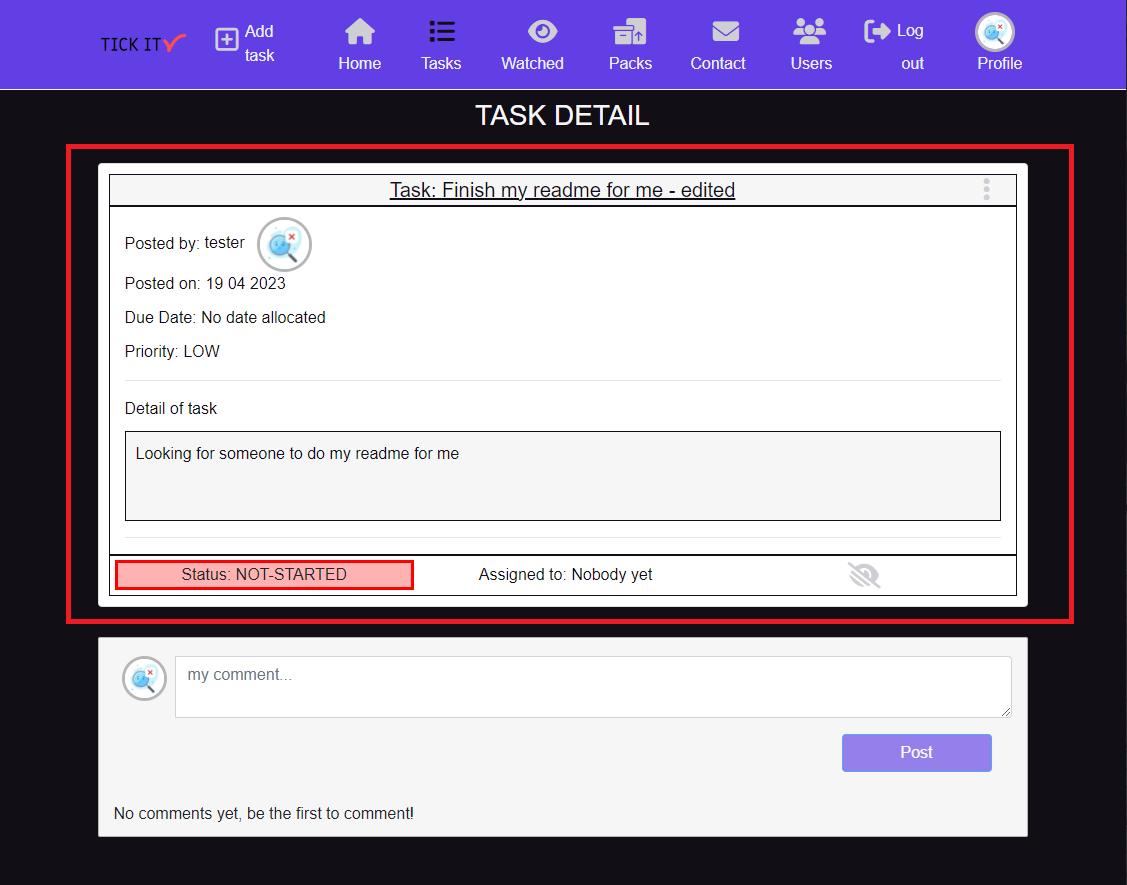 TICK IT
Add
task
Home
Tasks
Watched
Packs
Contact
Users
Log
out
Profile
TASK DETAIL
Task: Finish my readme for me - edited
Posted by: tester
Posted on: 19 04 2023
Due Date: No date allocated
Priority: LOW
Detail of task
Looking for someone to do my readme for me
Status: NOT-STARTED
Assigned to: Nobody yet
my comment...
Post
No comments yet, be the first to comment!